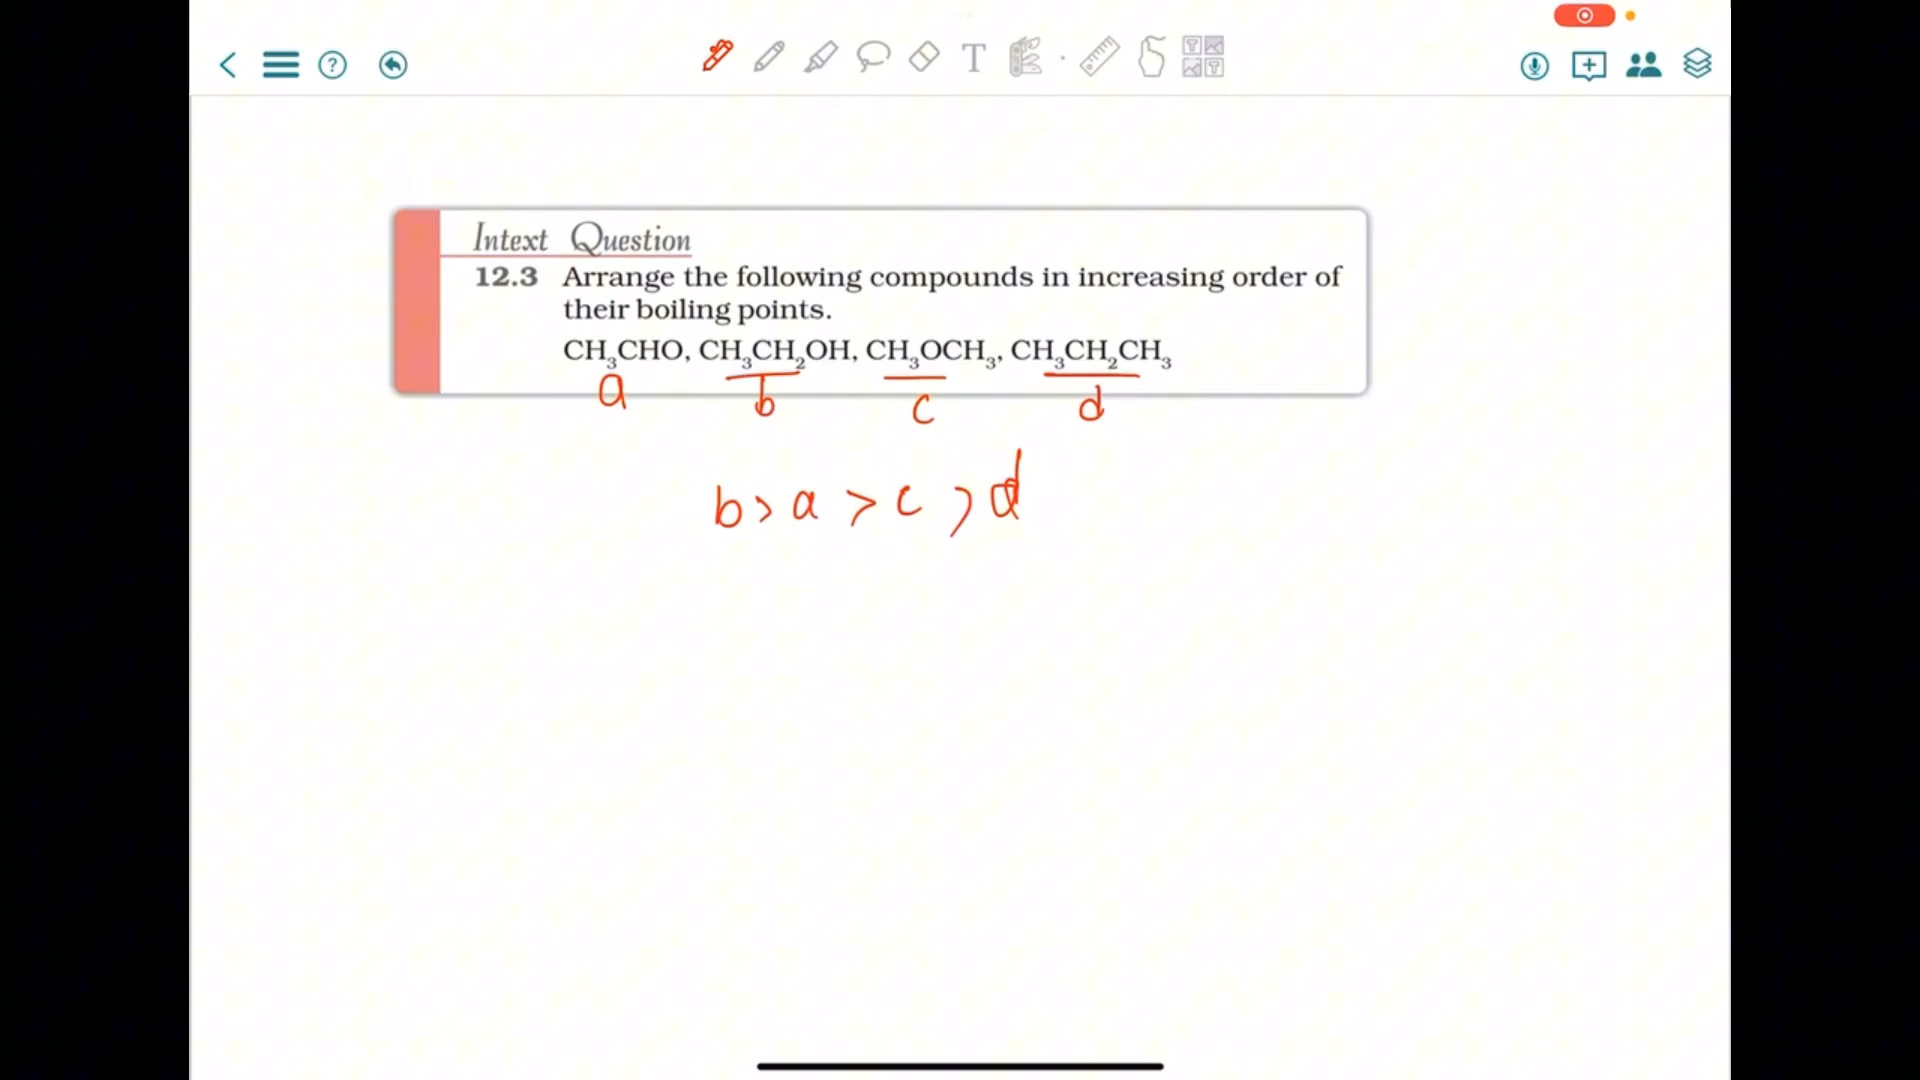 Intext Question
12.3 Arrange the following compounds in increasing order of
their boiling points.
CH₃CHO, CH₃CH₂OH, CH₃OCH₃, CH₃CH₂CH₃
a b c d
b > a > c > d